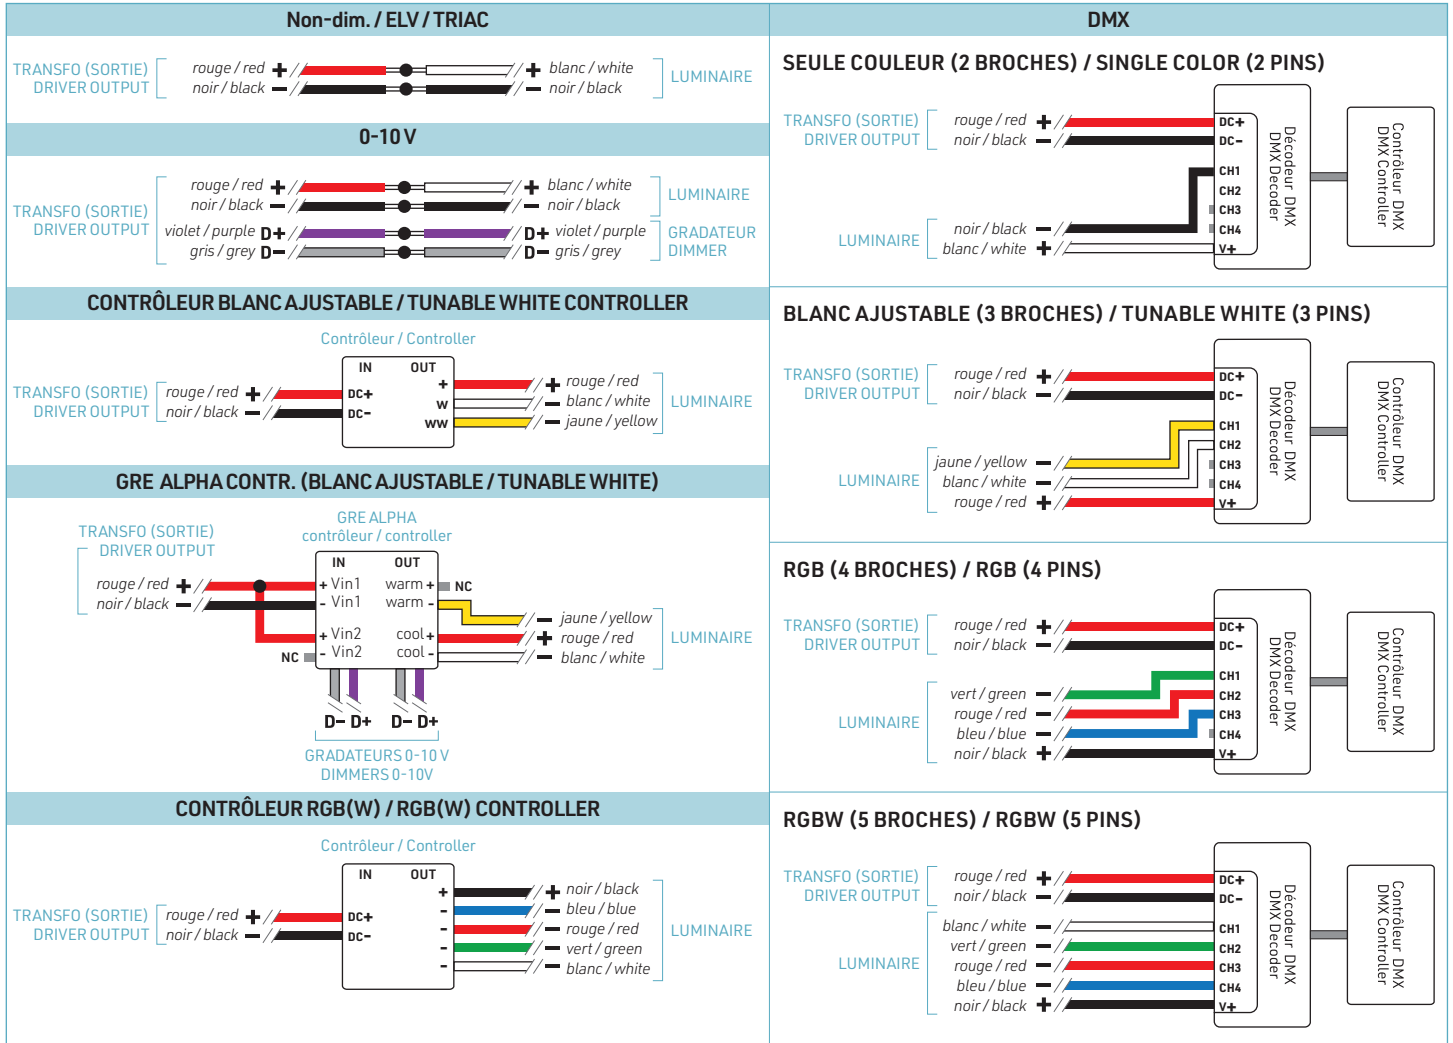 Non-dim. / ELV / TRIAC
TRANSFO (SORTIE)
DRIVER OUTPUT
rouge / red +
noir / black −
+ blanc / white
− noir / black
LUMINAIRE
0-10 V
TRANSFO (SORTIE)
DRIVER OUTPUT
rouge / red +
noir / black −
violet / purple D+
gris / grey D−
+ blanc / white
− noir / black
D+ violet / purple
D− gris / grey
LUMINAIRE
GRADATEUR
DIMMER
CONTRÔLEUR BLANC AJUSTABLE / TUNABLE WHITE CONTROLLER
Contrôleur / Controller
TRANSFO (SORTIE)
DRIVER OUTPUT
rouge / red +
noir / black −
IN OUT
DC+
DC−
+
W
WW
+ rouge / red
− blanc / white
− jaune / yellow
LUMINAIRE
GRE ALPHA CONTR. (BLANC AJUSTABLE / TUNABLE WHITE)
TRANSFO (SORTIE)
DRIVER OUTPUT
GRE ALPHA
contrôleur / controller
rouge / red +
noir / black −
IN OUT
+ Vin1 warm + NC
- Vin1 warm -
+ Vin2 cool +
NC - Vin2 cool -
− jaune / yellow
+ rouge / red
− blanc / white
LUMINAIRE
D− D+ D− D+
GRADATEURS 0-10 V
DIMMERS 0-10V
CONTRÔLEUR RGB(W) / RGB(W) CONTROLLER
Contrôleur / Controller
TRANSFO (SORTIE)
DRIVER OUTPUT
rouge / red +
noir / black −
IN OUT
DC+
DC−
+
-
-
-
-
+ noir / black
− bleu / blue
− rouge / red
− vert / green
− blanc / white
LUMINAIRE
DMX
SEULE COULEUR (2 BROCHES) / SINGLE COLOR (2 PINS)
TRANSFO (SORTIE)
DRIVER OUTPUT
rouge / red +
noir / black −
LUMINAIRE
noir / black −
blanc / white +
DC+
DC−
CH1
CH2
CH3
CH4
V+
Décodeur DMX
DMX Decoder
Contrôleur DMX
DMX Controller
BLANC AJUSTABLE (3 BROCHES) / TUNABLE WHITE (3 PINS)
TRANSFO (SORTIE)
DRIVER OUTPUT
rouge / red +
noir / black −
LUMINAIRE
jaune / yellow −
blanc / white −
rouge / red +
DC+
DC−
CH1
CH2
CH3
CH4
V+
Décodeur DMX
DMX Decoder
Contrôleur DMX
DMX Controller
RGB (4 BROCHES) / RGB (4 PINS)
TRANSFO (SORTIE)
DRIVER OUTPUT
rouge / red +
noir / black −
LUMINAIRE
vert / green −
rouge / red −
bleu / blue −
noir / black +
DC+
DC−
CH1
CH2
CH3
CH4
V+
Décodeur DMX
DMX Decoder
Contrôleur DMX
DMX Controller
RGBW (5 BROCHES) / RGBW (5 PINS)
TRANSFO (SORTIE)
DRIVER OUTPUT
rouge / red +
noir / black −
LUMINAIRE
blanc / white −
vert / green −
rouge / red −
bleu / blue −
noir / black +
DC+
DC−
CH1
CH2
CH3
CH4
V+
Décodeur DMX
DMX Decoder
Contrôleur DMX
DMX Controller